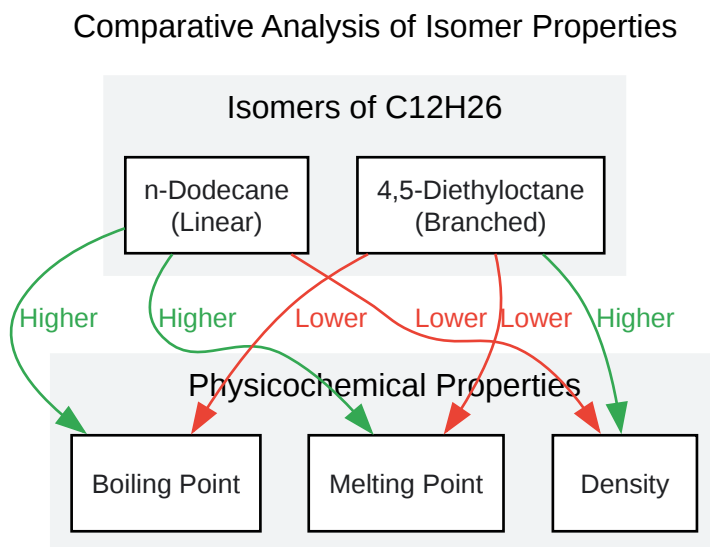 Comparative Analysis of Isomer Properties
Isomers of C12H26
n-Dodecane
(Linear)
4,5-Diethyloctane
(Branched)
Higher
Higher
Lower
Lower
Lower
Higher
Physicochemical Properties
Boiling Point
Melting Point
Density